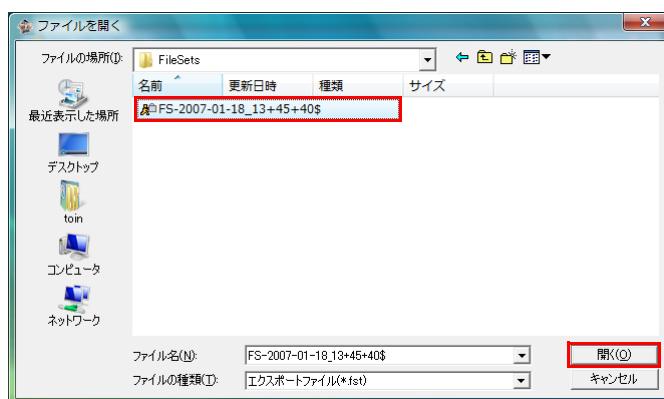 ファイルを開く
ファイルの場所(I):
FileSets
名前 更新日時 種類 サイズ
FS-2007-01-18_13+45+40$
最近表示した場所
デスクトップ
toin
コンピュータ
ネットワーク
ファイル名(N):
FS-2007-01-18_13+45+40$
開く(O)
ファイルの種類(T):
エクスポートファイル(*.fst)
キャンセル